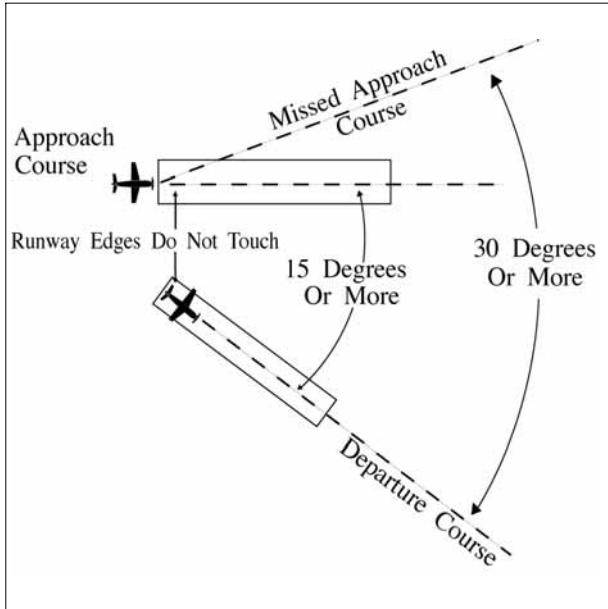 Missed Approach
Course
Approach
Course
Runway Edges Do Not Touch
15 Degrees
Or More
30 Degrees
Or More
Departure Course